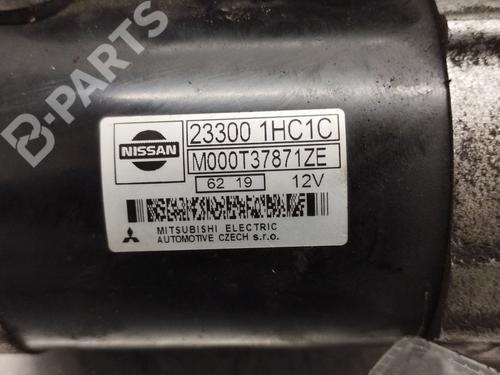 B-PARTS
NISSAN
23300 1HC1C
M000T37871ZE
62 19 12V
MITSUBISHI ELECTRIC
AUTOMOTIVE CZECH s.r.o.